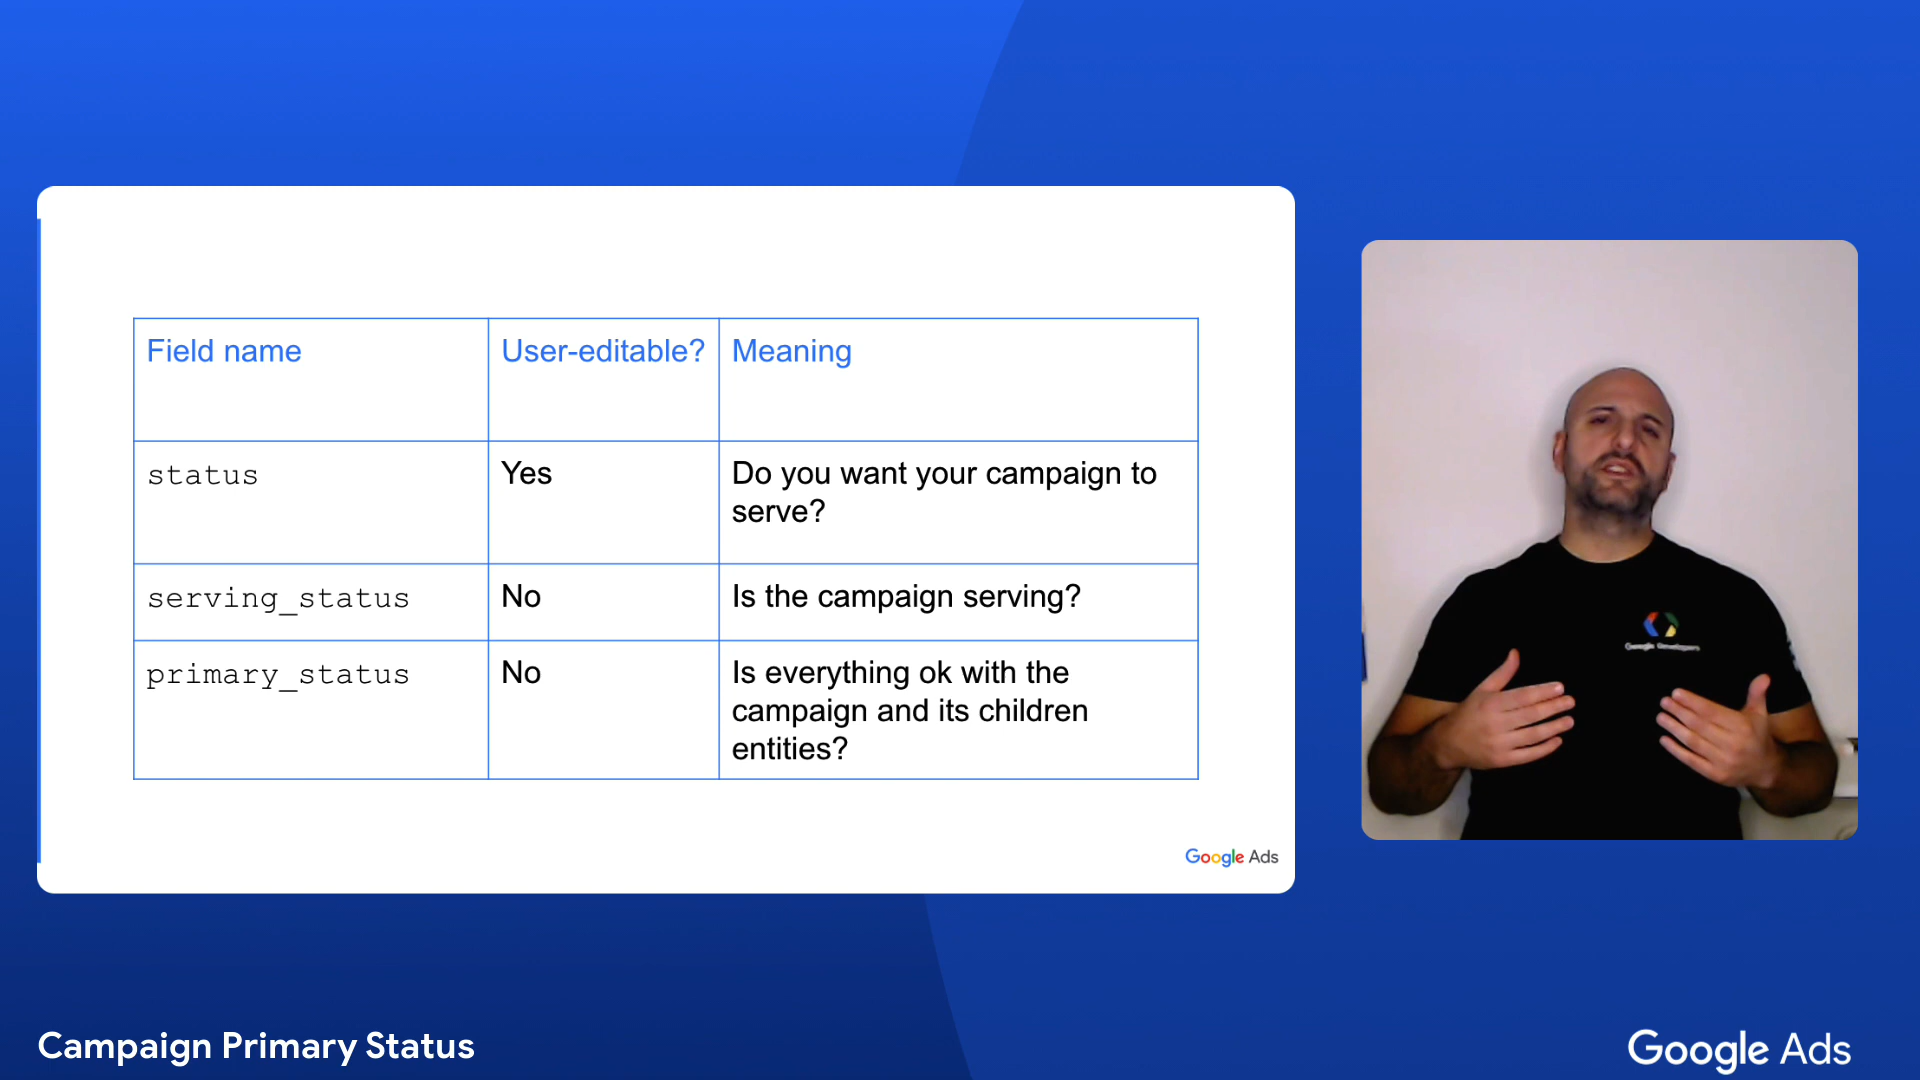 Field name
User-editable?
Meaning
status
Yes
Do you want your campaign to
serve?
serving_status
No
Is the campaign serving?
primary_status
No
Is everything ok with the
campaign and its children
entities?
Google Ads
Google Developers
Campaign Primary Status
Google Ads